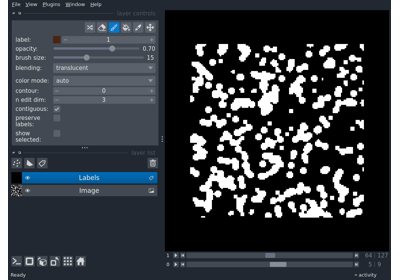 File View Plugins Window Help
layer controls
label: 1
opacity: 0.70
brush size: 15
blending: translucent
color mode: auto
contour: 0
n edit dim: 3
contiguous:
preserve
labels:
show
selected:
layer list
Labels
Image
1 64 127
0 5 9
Ready activity